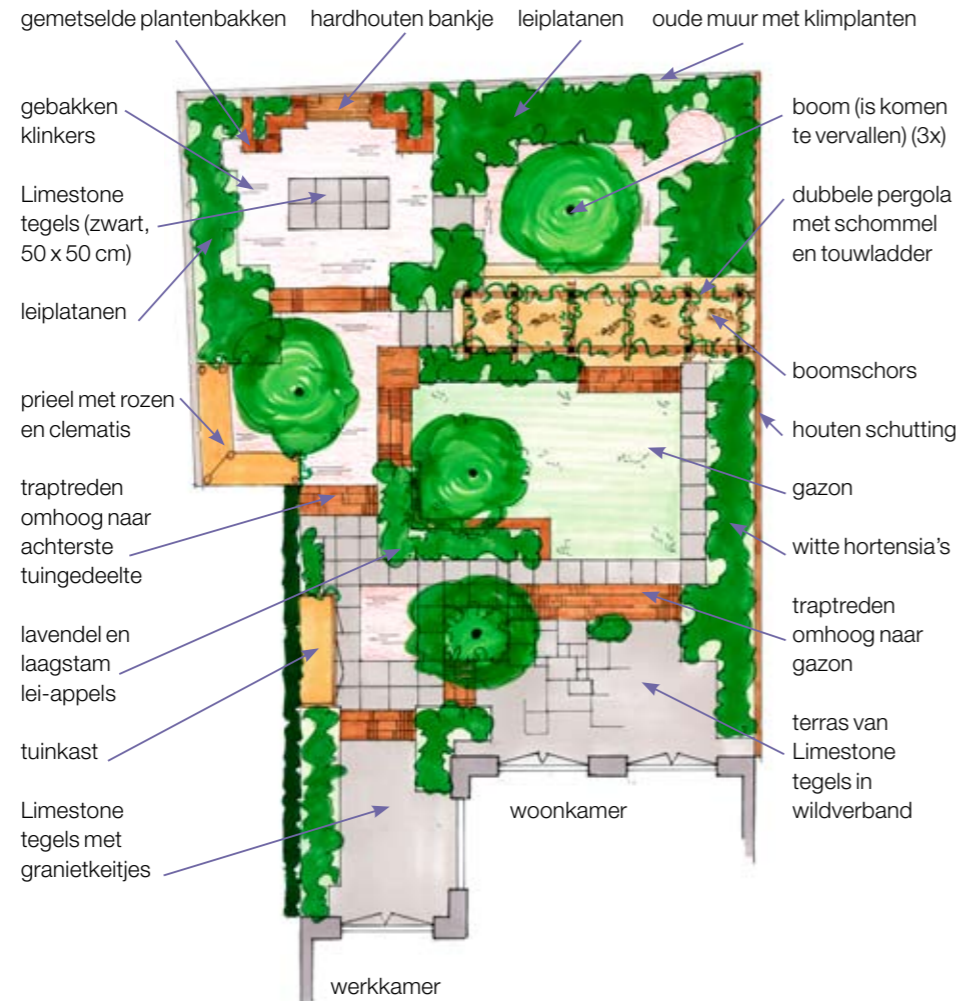 gemetselde plantenbakken
hardhouten bankje
leiplatanen
oude muur met klimplanten
gebakken
klinkers
Limestone
tegels (zwart,
50 x 50 cm)
leiplatanen
prieel met rozen
en clematis
traptreden
omhoog naar
achterste
tuingedeelte
lavendel en
laagstam
lei-appels
tuinkast
Limestone
tegels met
granietkeitjes
boom (is komen
te vervallen) (3x)
dubbele pergola
met schommel
en touwladder
boomschors
houten schutting
gazon
witte hortensia's
traptreden
omhoog naar
gazon
terras van
Limestone
tegels in
wildverband
woonkamer
werkkamer